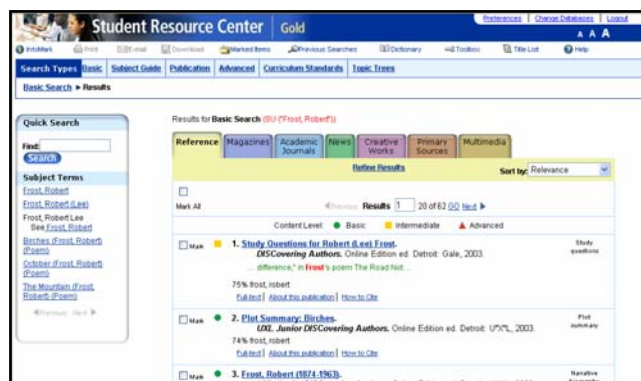 Student Resource Center | Gold
Preferences | Change Databases | Logout
A A A
InfoMark Print E-mail Download Marked Items Previous Searches Dictionary Toolbox Title List Help
Search Types Basic Subject Guide Publication Advanced Curriculum Standards Topic Trees
Basic Search ▶ Results
Quick Search
Find:
Search
Subject Terms
Frost, Robert
Frost, Robert (Lee)
Frost, Robert Lee
See Frost, Robert
Birches (Frost, Robert)
(Poem)
October (Frost, Robert)
(Poem)
The Mountain (Frost,
Robert) (Poem)
Previous Next
Results for Basic Search (SU ("Frost, Robert"))
Reference Magazines Academic Journals News Creative Works Primary Sources Multimedia
Refine Results
Sort by: Relevance
Mark All
Previous Results 1 20 of 62 GO Next
Content Level: Basic Intermediate Advanced
Mark 1. Study Questions for Robert (Lee) Frost.
DISCovering Authors. Online Edition ed. Detroit: Gale, 2003.
... difference," in Frost's poem The Road Not...
75% frost, robert
Full-text | About this publication | How to Cite
Study questions
Mark 2. Plot Summary: Birches.
UXL Junior DISCovering Authors. Online Edition ed. Detroit: U*X*L, 2003.
74% frost, robert
Full-text | About this publication | How to Cite
Plot summary
Mark 3. Frost, Robert (1874-1963).
Narrative